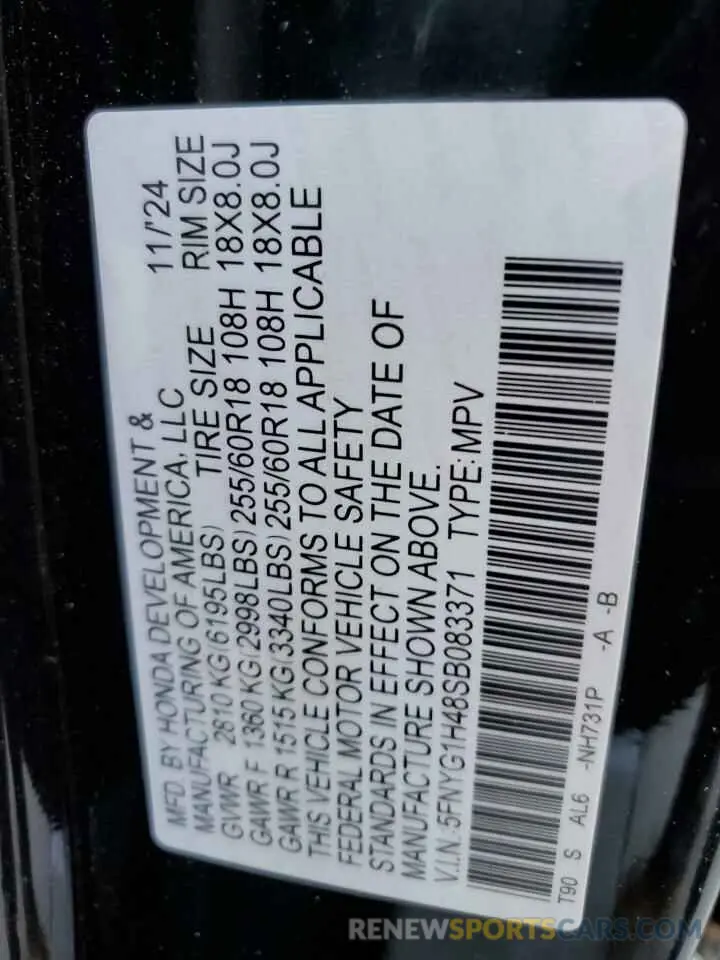 MFD. BY HONDA DEVELOPMENT &
MANUFACTURING OF AMERICA, LLC 11/'24
GVWR 2810 KG(6195LBS) TIRE SIZE RIM SIZE
GAWR F 1360 KG(2998LBS) 255/60R18 108H 18X8.0J
GAWR R 1515 KG(3340LBS) 255/60R18 108H 18X8.0J
THIS VEHICLE CONFORMS TO ALL APPLICABLE
FEDERAL MOTOR VEHICLE SAFETY
STANDARDS IN EFFECT ON THE DATE OF
MANUFACTURE SHOWN ABOVE.
V.I.N.:5FNYG1H48SB083371 TYPE:MPV
T90 S AL6 -NH731P -A -B
RENEWSPORTSCARS.COM